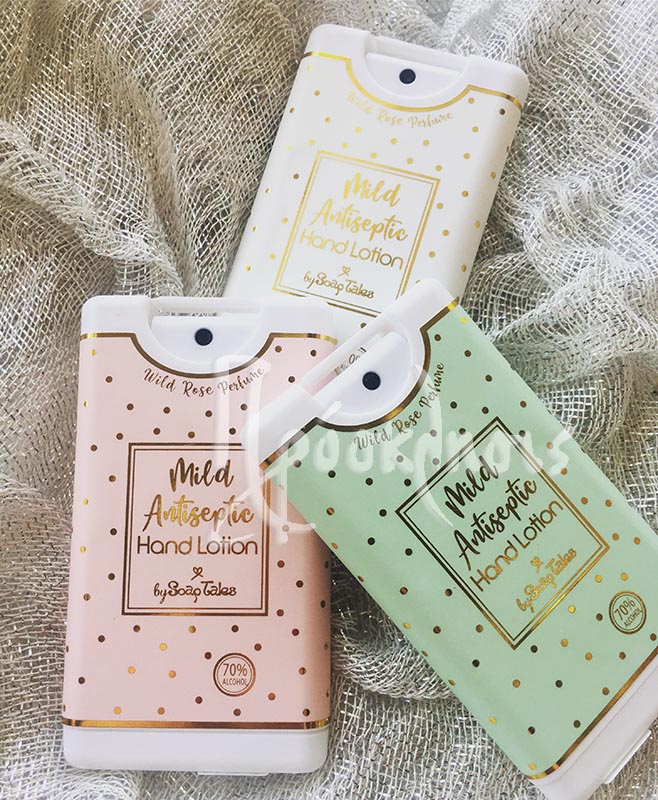 Wild Rose Perfume
Mild
Antiseptic
Hand Lotion
by Soap Tales
Wild Rose Perfume
Mild
Antiseptic
Hand Lotion
by Soap Tales
70%
ALCOHOL
Wild Rose Perfume
Mild
Antiseptic
Hand Lotion
by Soap Tales
70%
ALCOHOL